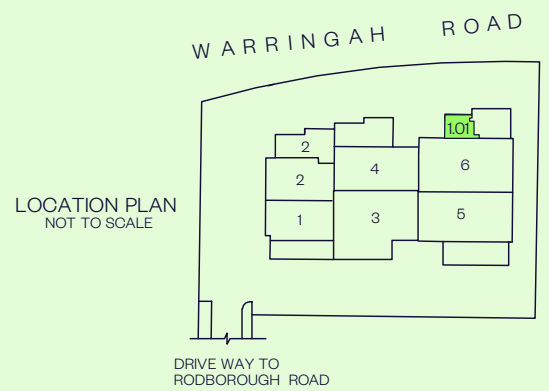 WARRINGAH ROAD
1.01
2
2
4
6
1
3
5
LOCATION PLAN
NOT TO SCALE
DRIVE WAY TO
RODBOROUGH ROAD